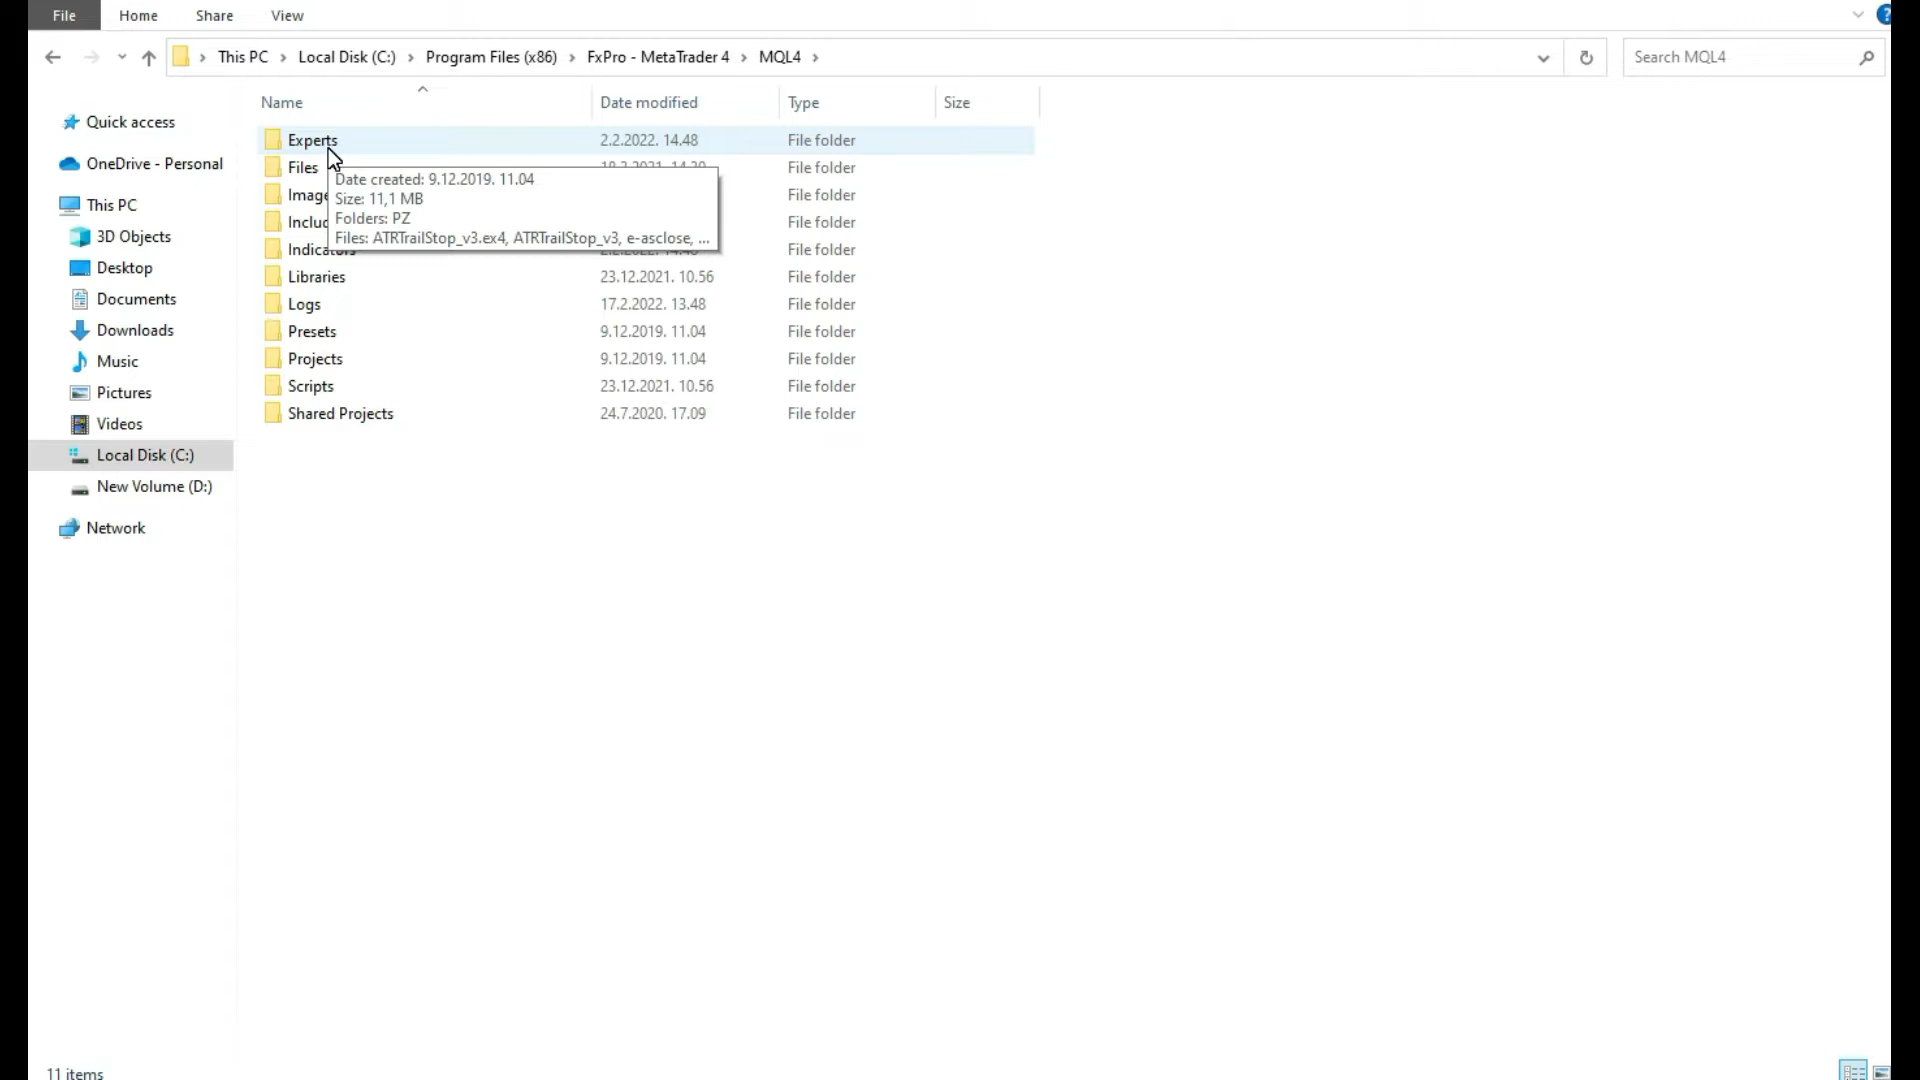 File Home Share View
This PC > Local Disk (C:) > Program Files (x86) > FxPro - MetaTrader 4 > MQL4 >
Search MQL4
Name Date modified Type Size
Quick access
OneDrive - Personal
This PC
3D Objects
Desktop
Documents
Downloads
Music
Pictures
Videos
Local Disk (C:)
New Volume (D:)
Network
Experts 2.2.2022. 14.48 File folder
Files File folder
File folder
File folder
File folder
Date created: 9.12.2019. 11.04
Size: 11,1 MB
Folders: PZ
Files: ATRTrailStop_v3.ex4, ATRTrailStop_v3, e-asclose, ...
Libraries 23.12.2021. 10.56 File folder
Logs 17.2.2022. 13.48 File folder
Presets 9.12.2019. 11.04 File folder
Projects 9.12.2019. 11.04 File folder
Scripts 23.12.2021. 10.56 File folder
Shared Projects 24.7.2020. 17.09 File folder
11 items